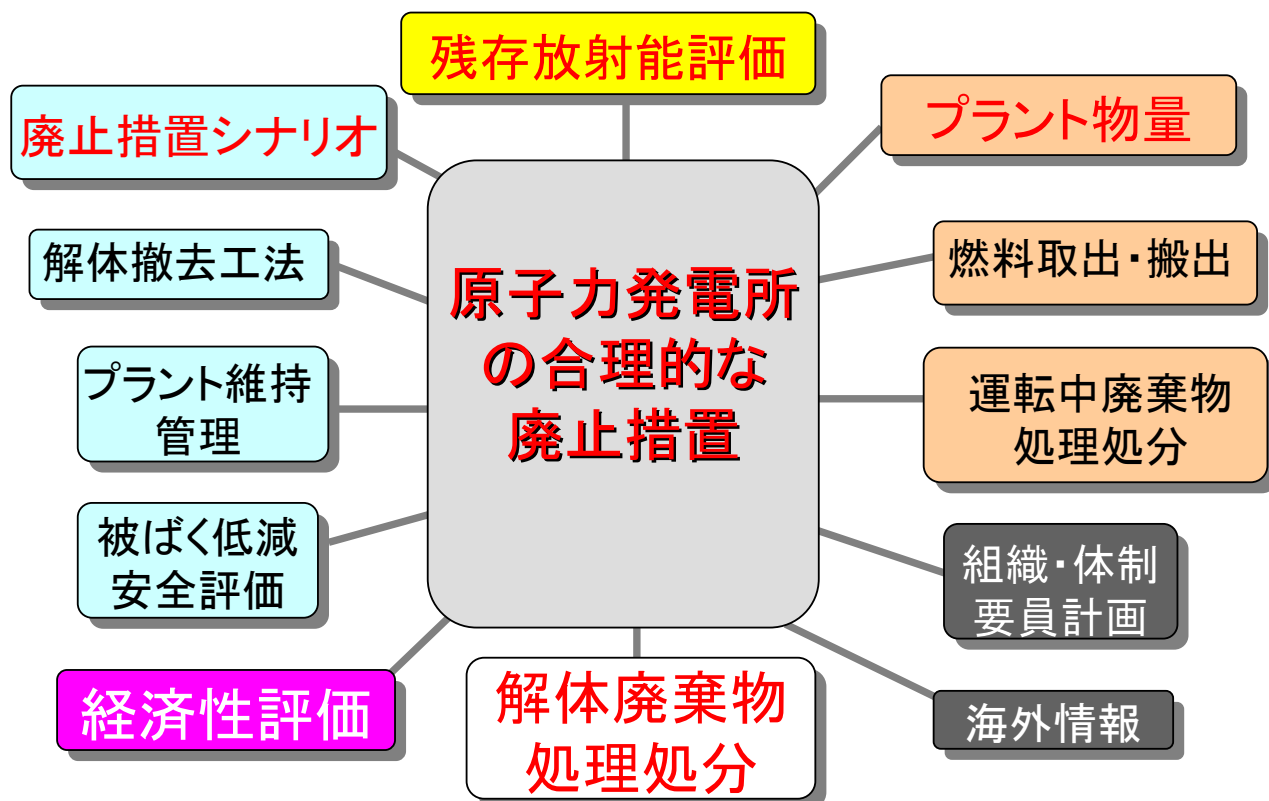 残存放射能評価
廃止措置シナリオ
プラント物量
解体撤去工法
燃料取出・搬出
原子力発電所
の合理的な
廃止措置
プラント維持
管理
運転中廃棄物
処理処分
被ばく低減
安全評価
組織・体制
要員計画
経済性評価
解体廃棄物
処理処分
海外情報